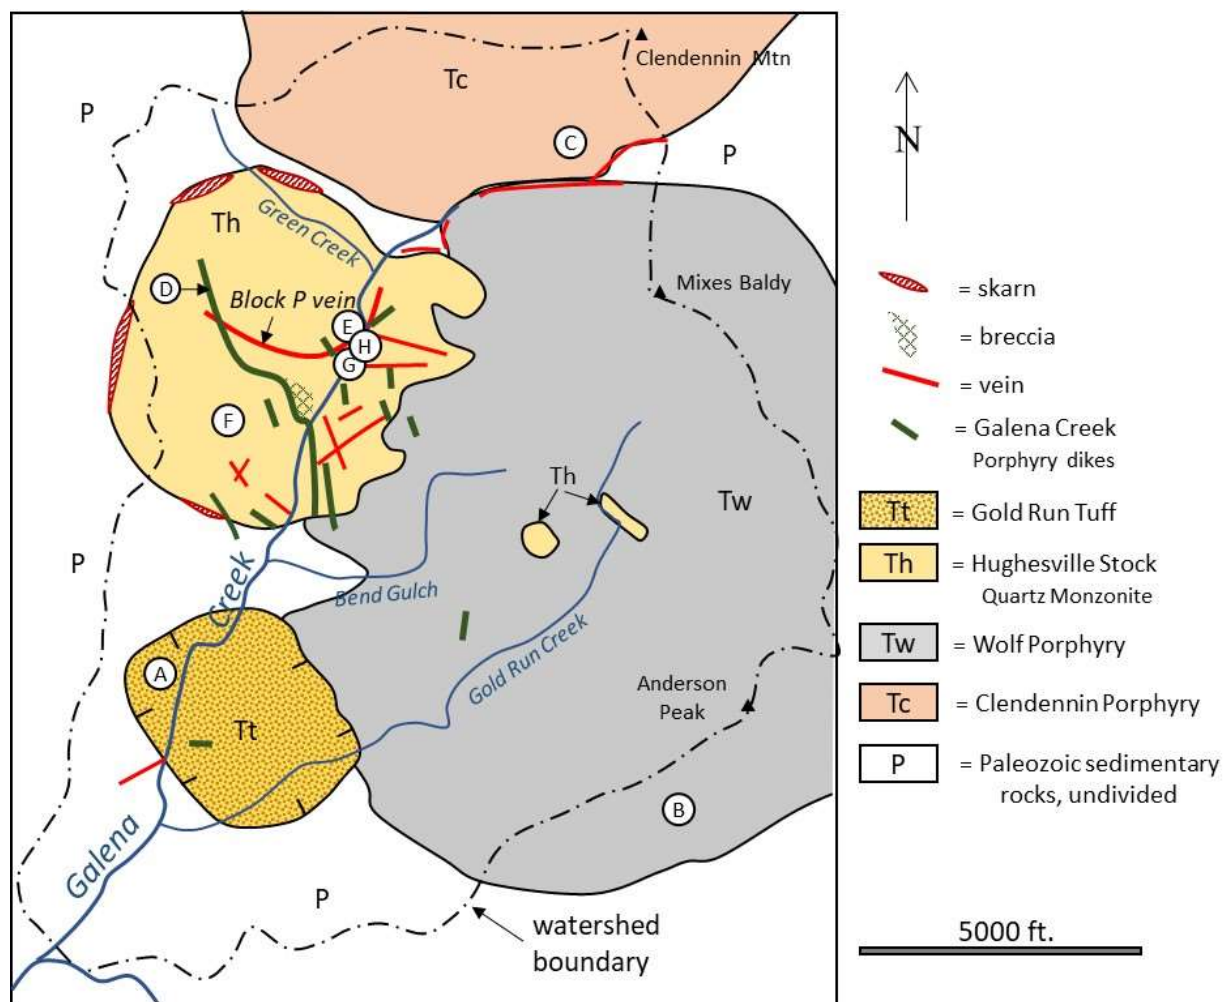 Clendennin Mtn
Tc
P
C
P
N
Th
Green Creek
D
Block P vein
Mixes Baldy
E
H
G
F
Th
Tw
P
Creek
Bend Gulch
Gold Run Creek
A
Tt
Anderson
Peak
B
Galena
P
watershed
boundary
= skarn
= breccia
= vein
= Galena Creek
Porphyry dikes
Tt = Gold Run Tuff
Th = Hughesville Stock
Quartz Monzonite
Tw = Wolf Porphyry
Tc = Clendennin Porphyry
P = Paleozoic sedimentary
rocks, undivided
5000 ft.